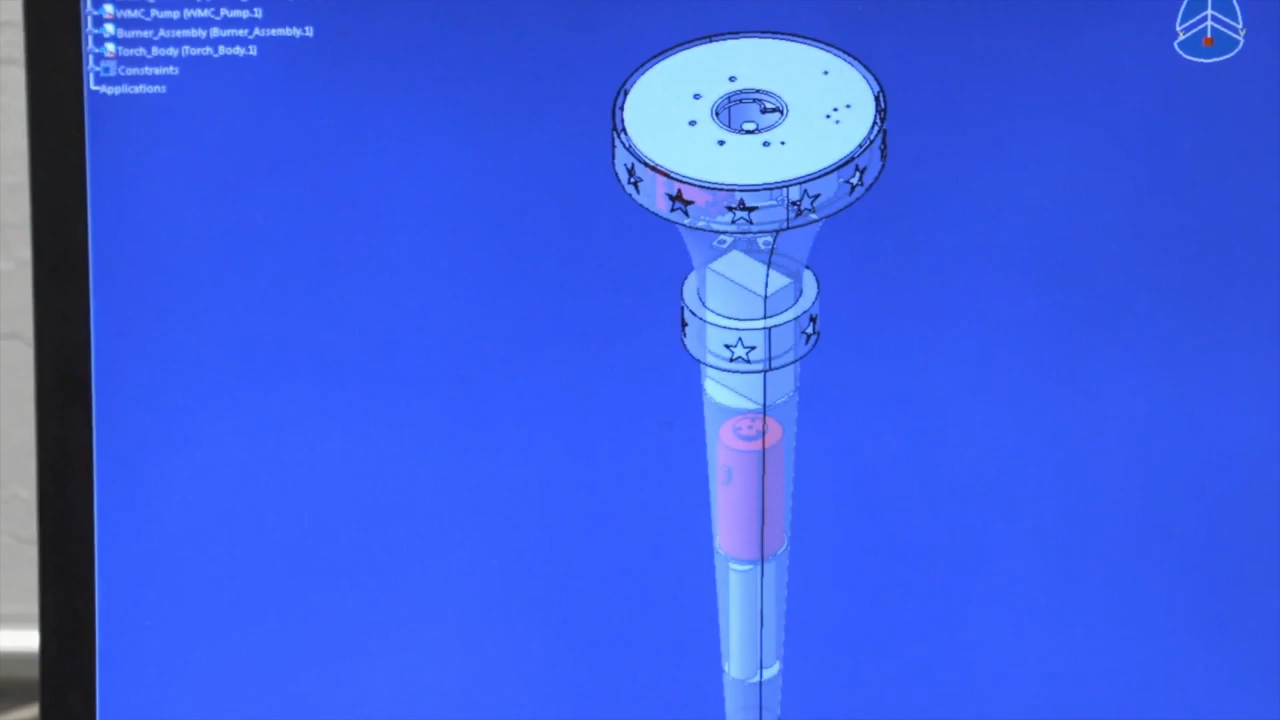 WMC_Pump (WMC_Pump.1)
Burner_Assembly (Burner_Assembly.1)
Torch_Body (Torch_Body.1)
Constraints
Applications